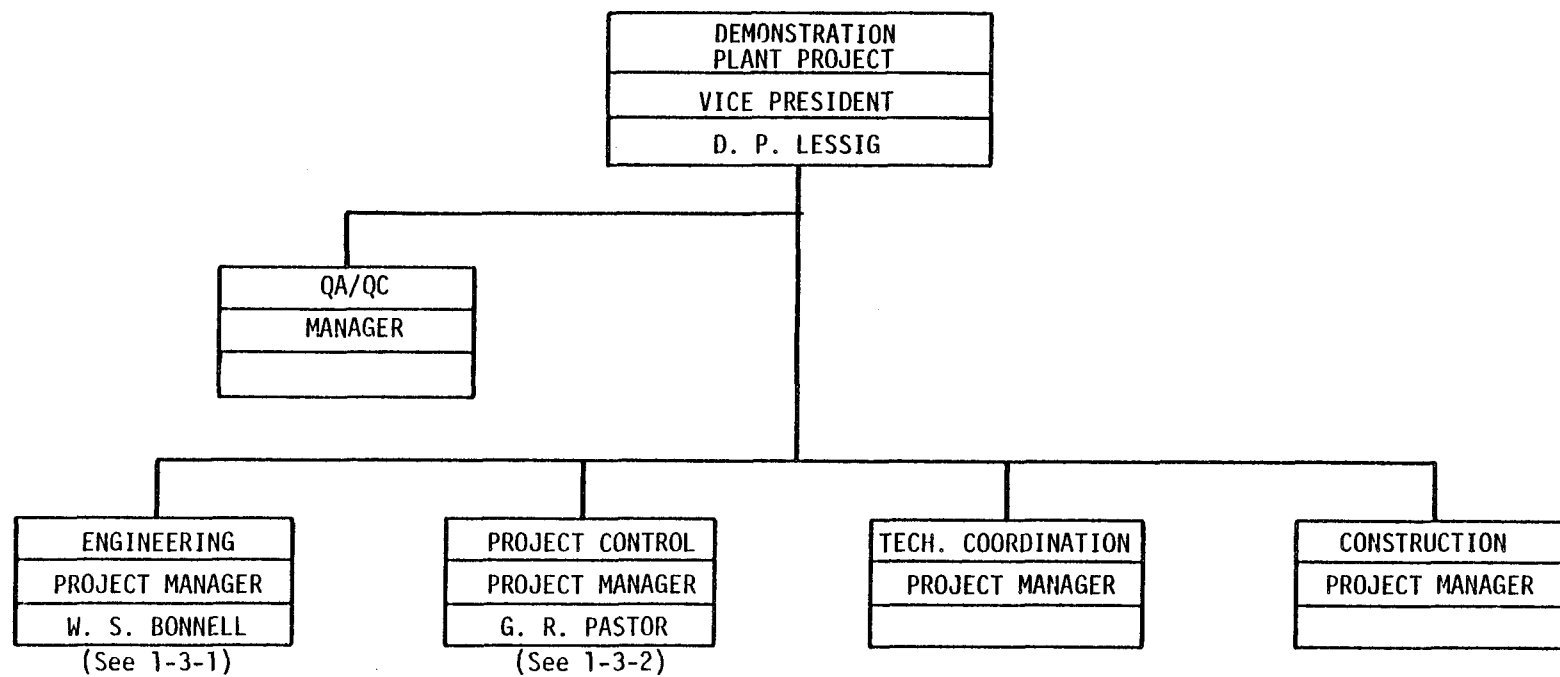 DEMONSTRATION
PLANT PROJECT
VICE PRESIDENT
D. P. LESSIG
QA/QC
MANAGER
ENGINEERING
PROJECT MANAGER
W. S. BONNELL
(See 1-3-1)
PROJECT CONTROL
PROJECT MANAGER
G. R. PASTOR
(See 1-3-2)
TECH. COORDINATION
PROJECT MANAGER
CONSTRUCTION
PROJECT MANAGER